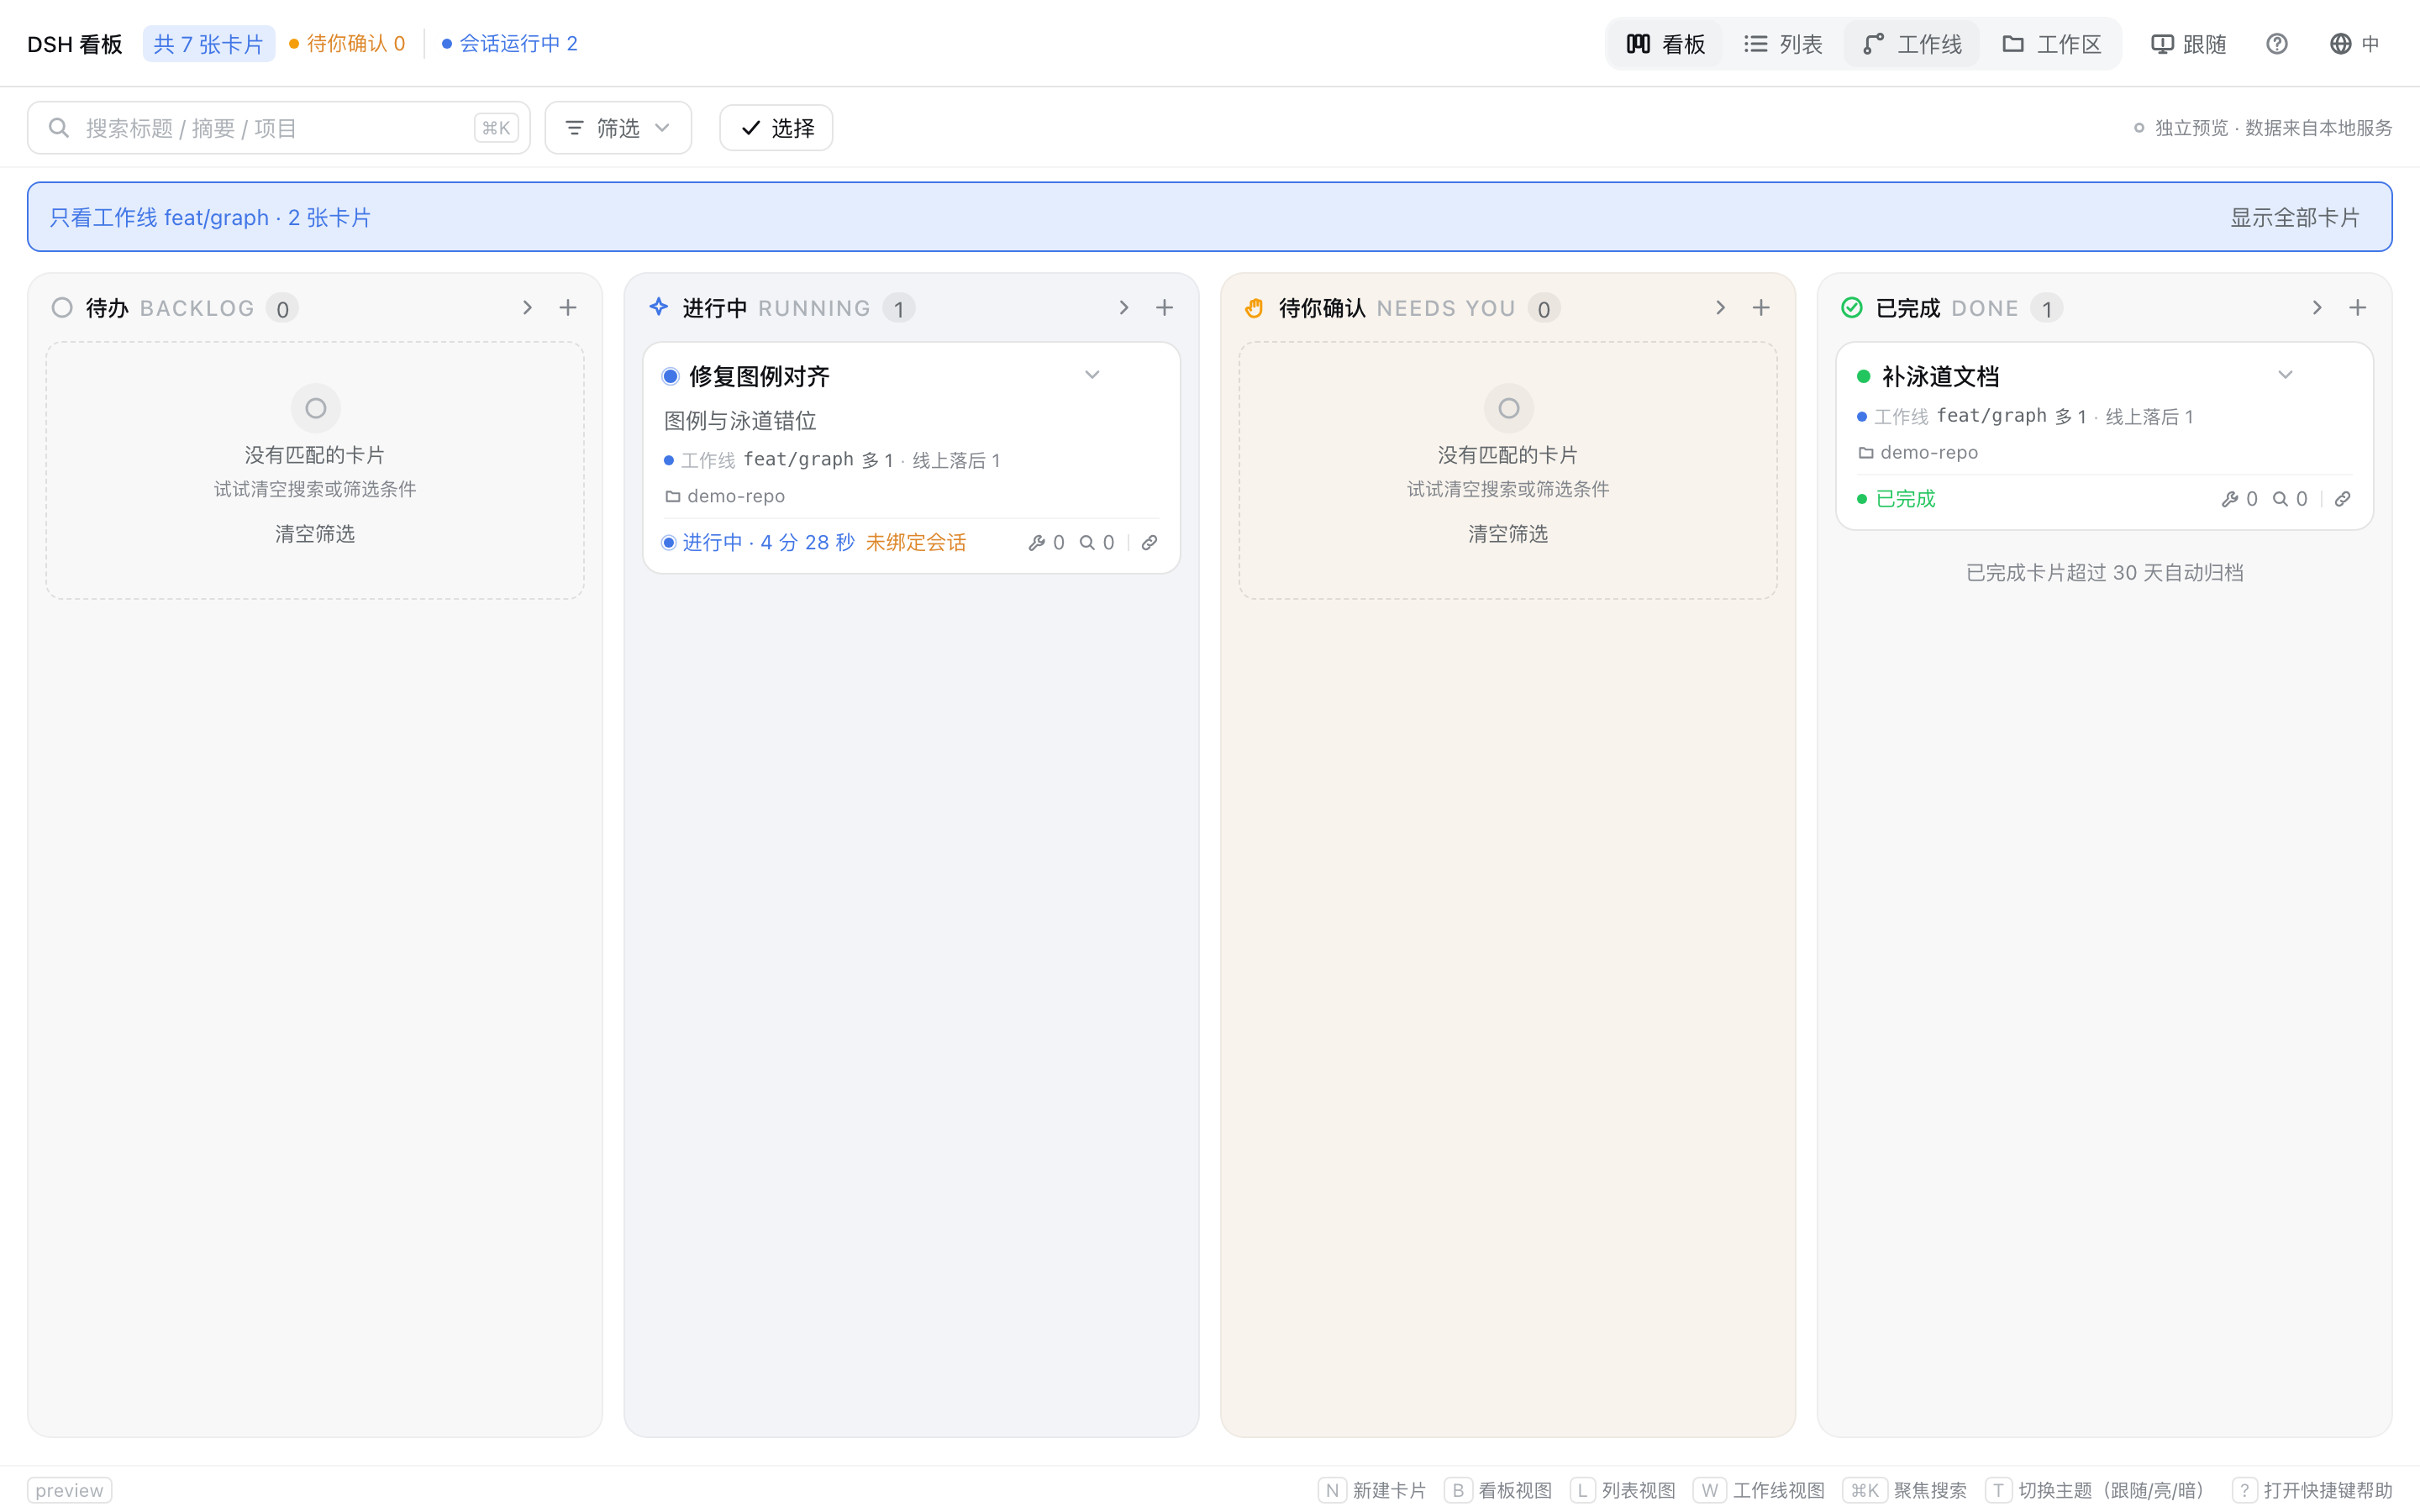 DSH 看板 共 7 张卡片 待你确认 0 会话运行中 2 看板 列表 工作线 工作区 跟随 中
搜索标题 / 摘要 / 项目 ⌘K 筛选 选择 独立预览 · 数据来自本地服务
只看工作线 feat/graph · 2 张卡片 显示全部卡片
待办 BACKLOG 0
没有匹配的卡片
试试清空搜索或筛选条件
清空筛选
进行中 RUNNING 1
修复图例对齐
图例与泳道错位
工作线 feat/graph 多 1 · 线上落后 1
demo-repo
进行中 · 4 分 28 秒 未绑定会话 0 0
待你确认 NEEDS YOU 0
没有匹配的卡片
试试清空搜索或筛选条件
清空筛选
已完成 DONE 1
补泳道文档
工作线 feat/graph 多 1 · 线上落后 1
demo-repo
已完成 0 0
已完成卡片超过 30 天自动归档
preview N 新建卡片 B 看板视图 L 列表视图 W 工作线视图 ⌘K 聚焦搜索 T 切换主题（跟随/亮/暗） ? 打开快捷键帮助